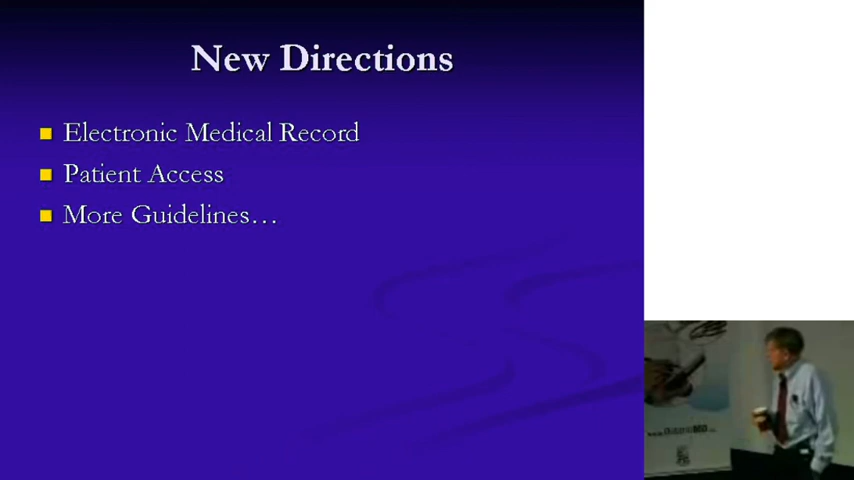 New Directions
Electronic Medical Record
Patient Access
More Guidelines…